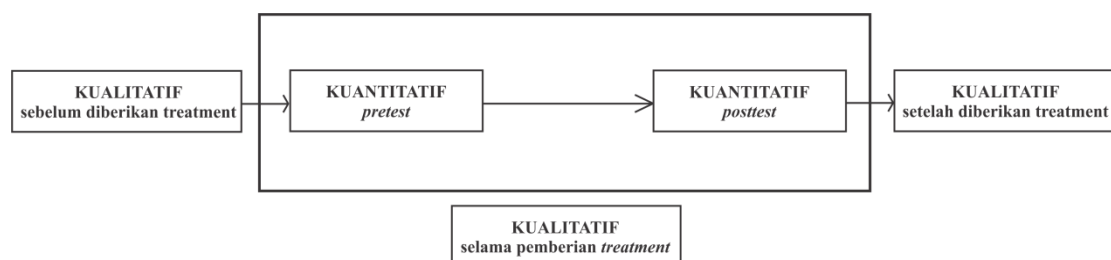 KUALITATIF
sebelum diberikan treatment
KUANTITATIF
pretest
KUANTITATIF
posttest
KUALITATIF
setelah diberikan treatment
KUALITATIF
selama pemberian treatment